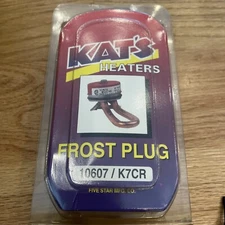 KAT'S
HEATERS
FROST PLUG
10607 / K7CR
FIVE STAR MFG. CO.